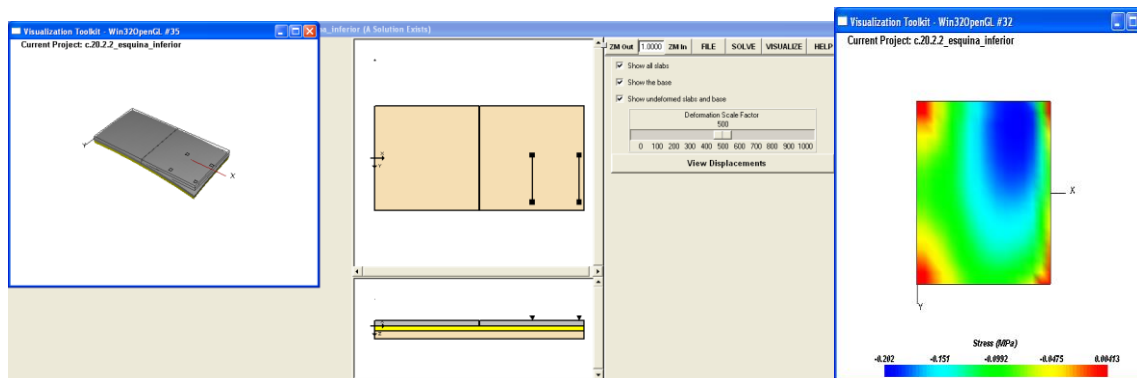 Visualization Toolkit - Win32OpenGL #35
Current Project: c.20.2.2_esquina_inferior
Y
X
ina_Inferior (A Solution Exists)
X
Y
ZM Out 1.0000 ZM In FILE SOLVE VISUALIZE HELP
Show all slabs
Show the base
Show undeformed slabs and base
Deformation Scale Factor
500
0 100 200 300 400 500 600 700 800 900 1000
View Displacements
Visualization Toolkit - Win32OpenGL #32
Current Project: c.20.2.2_esquina_inferior
X
Y
Stress (MPa)
-0.202 -0.151 -0.0992 -0.0475 0.00413